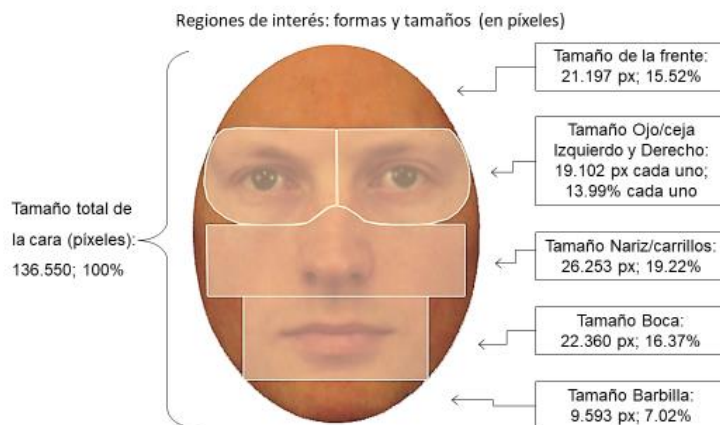 Regiones de interés: formas y tamaños (en píxeles)
Tamaño de la frente:
21.197 px; 15.52%
Tamaño Ojo/ceja
Izquierdo y Derecho:
19.102 px cada uno;
13.99% cada uno
Tamaño total de
la cara (píxeles):
136.550; 100%
Tamaño Nariz/carrillos:
26.253 px; 19.22%
Tamaño Boca:
22.360 px; 16.37%
Tamaño Barbilla:
9.593 px; 7.02%